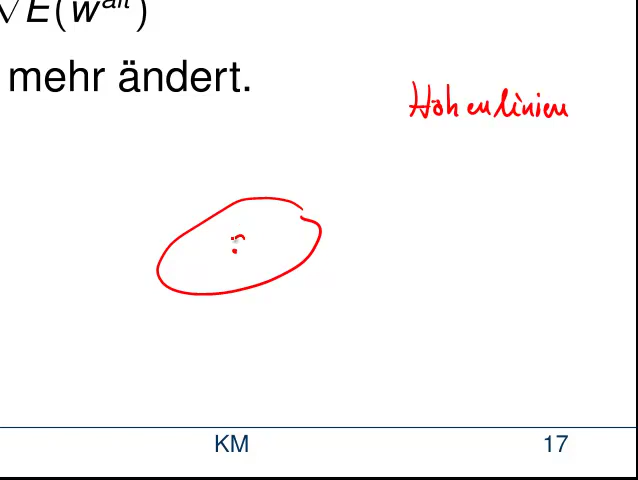 ∇E(w^alt)
mehr ändert.
Höhenlinien
KM 17